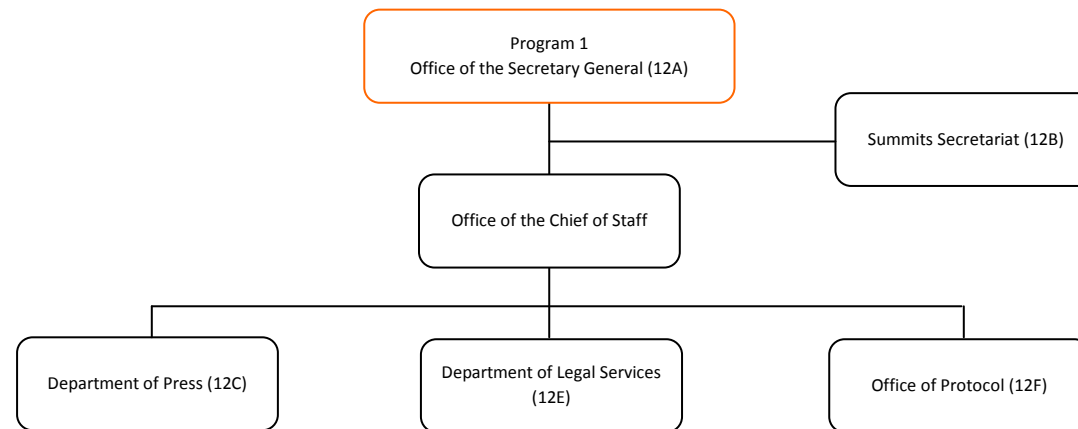 Program 1
Office of the Secretary General (12A)
Summits Secretariat (12B)
Office of the Chief of Staff
Department of Press (12C)
Department of Legal Services
(12E)
Office of Protocol (12F)